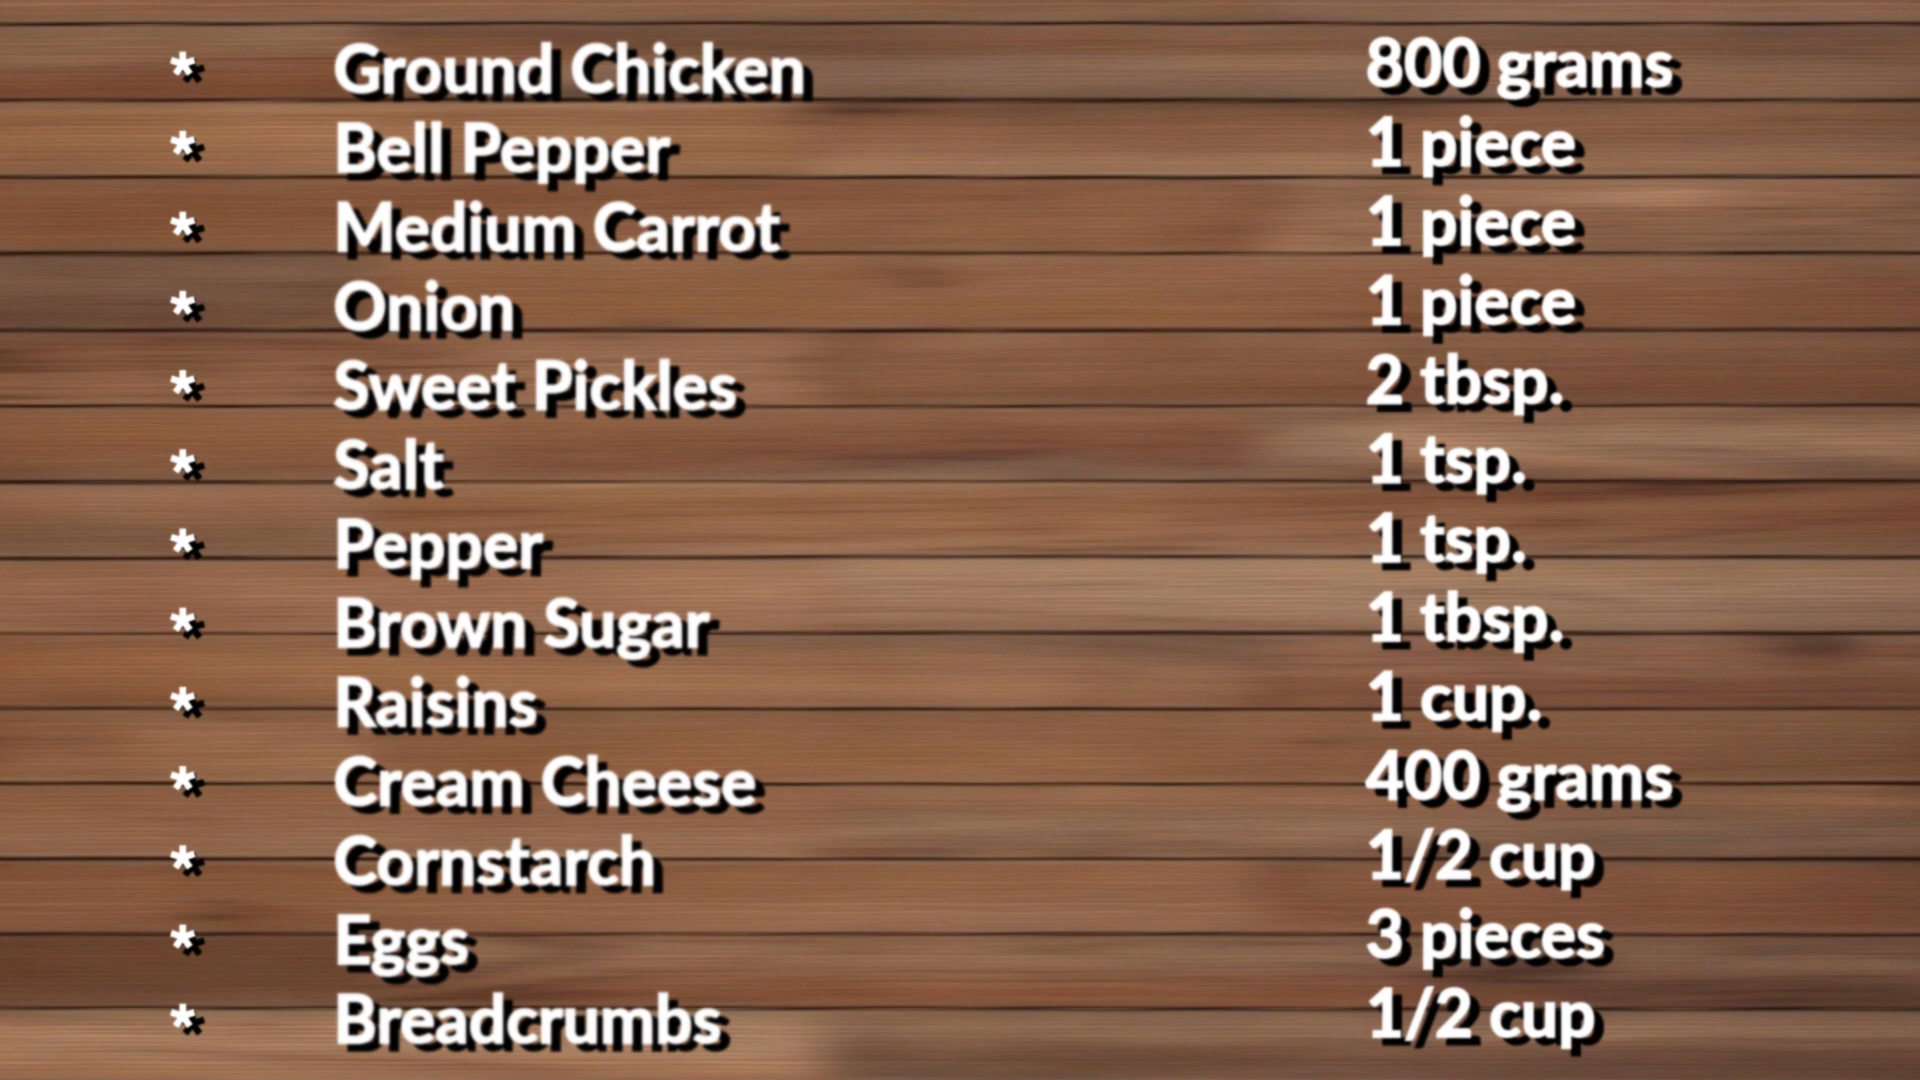 * Ground Chicken 800 grams
* Bell Pepper 1 piece
* Medium Carrot 1 piece
* Onion 1 piece
* Sweet Pickles 2 tbsp.
* Salt 1 tsp.
* Pepper 1 tsp.
* Brown Sugar 1 tbsp.
* Raisins 1 cup.
* Cream Cheese 400 grams
* Cornstarch 1/2 cup
* Eggs 3 pieces
* Breadcrumbs 1/2 cup